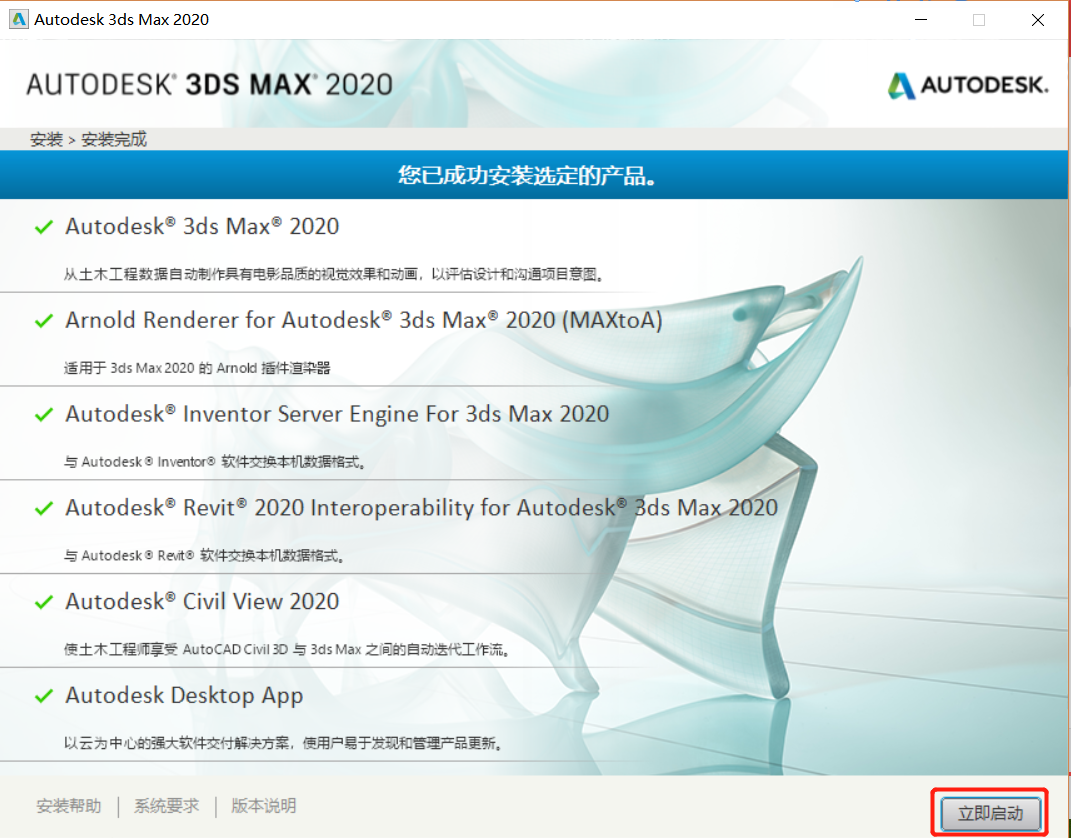 Autodesk 3ds Max 2020
AUTODESK® 3DS MAX® 2020
AUTODESK.
安装 > 安装完成
您已成功安装选定的产品。
Autodesk® 3ds Max® 2020
从土木工程数据自动制作具有电影品质的视觉效果和动画，以评估设计和沟通项目意图。
Arnold Renderer for Autodesk® 3ds Max® 2020 (MAXtoA)
适用于 3ds Max 2020 的 Arnold 插件渲染器
Autodesk® Inventor Server Engine For 3ds Max 2020
与 Autodesk® Inventor® 软件交换本机数据格式。
Autodesk® Revit® 2020 Interoperability for Autodesk® 3ds Max 2020
与 Autodesk® Revit® 软件交换本机数据格式。
Autodesk® Civil View 2020
使土木工程师享受 AutoCAD Civil 3D 与 3ds Max 之间的自动迭代工作流。
Autodesk Desktop App
以云为中心的强大软件交付解决方案，使用户易于发现和管理产品更新。
安装帮助 | 系统要求 | 版本说明
立即启动